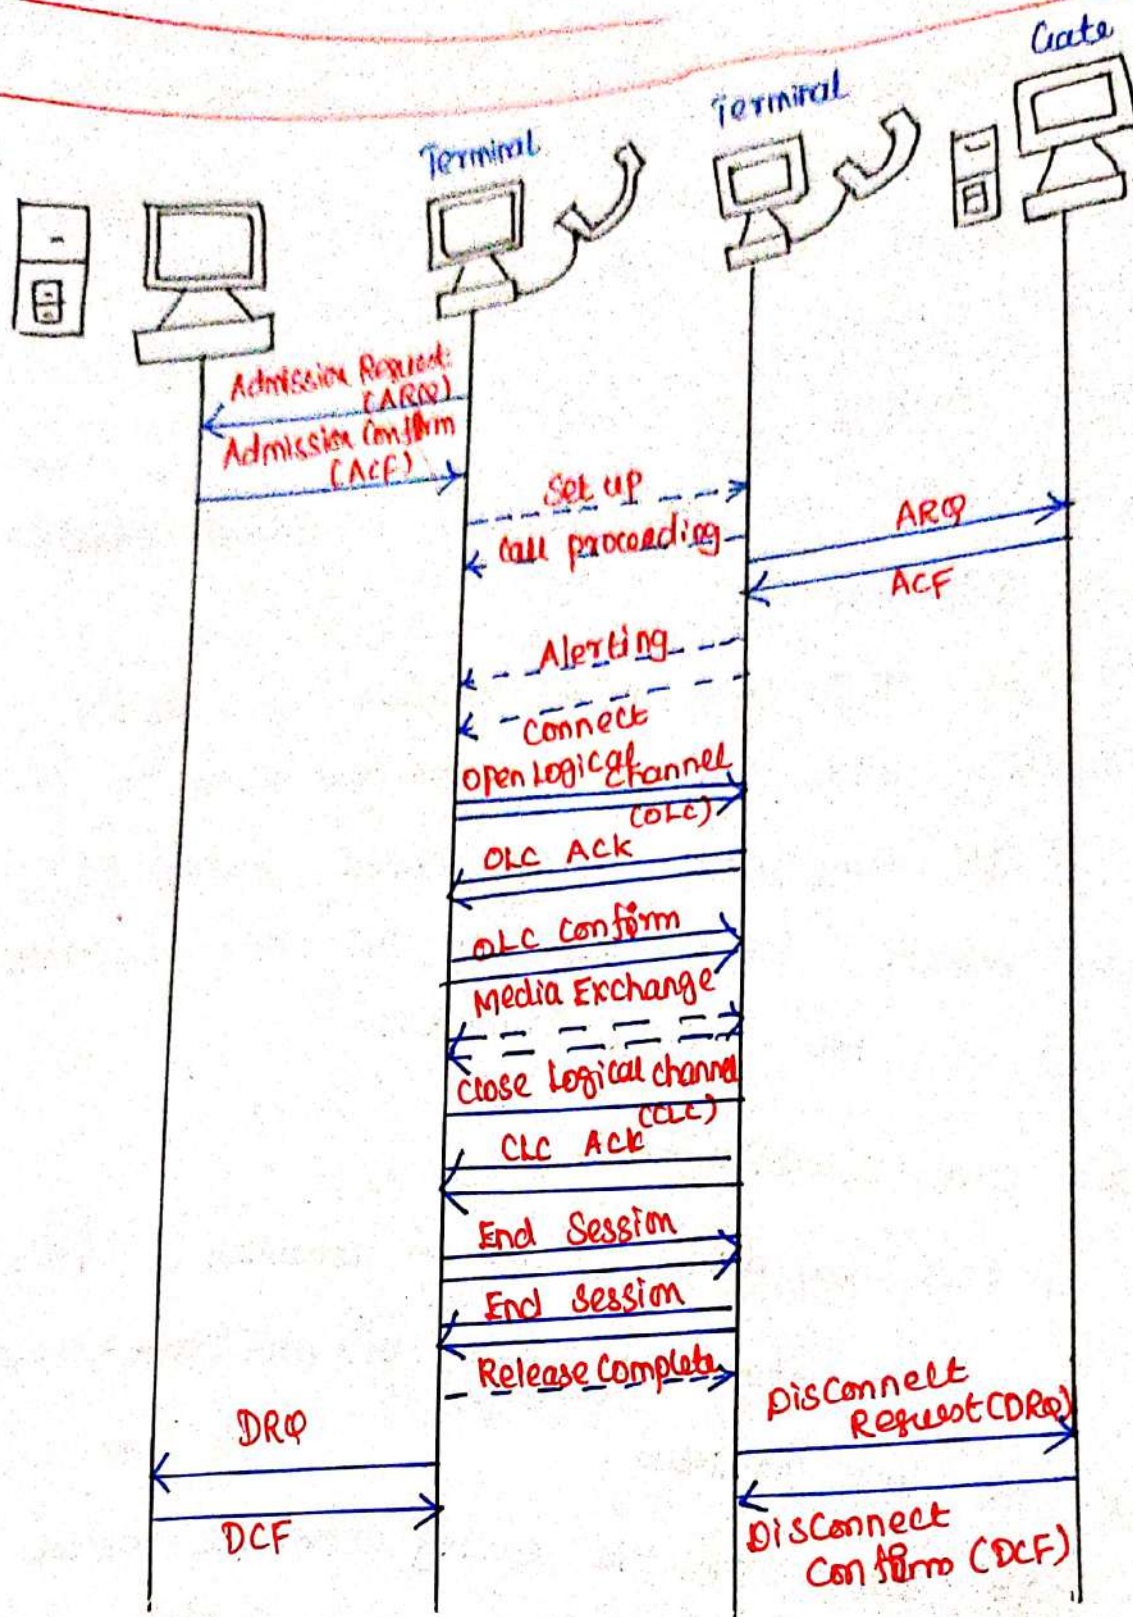 Gate
Terminal
Terminal
Admission Request
(ARQ)
Admission Confirm
(ACF)
Set up
Call proceeding
ARQ
ACF
Alerting
Connect
Open Logical channel
(OLC)
OLC Ack
OLC Confirm
Media Exchange
Close Logical channel
(CLC)
CLC Ack
End Session
End Session
Release Complete
Disconnect
Request (DRQ)
DRQ
DCF
Disconnect
Confirm (DCF)